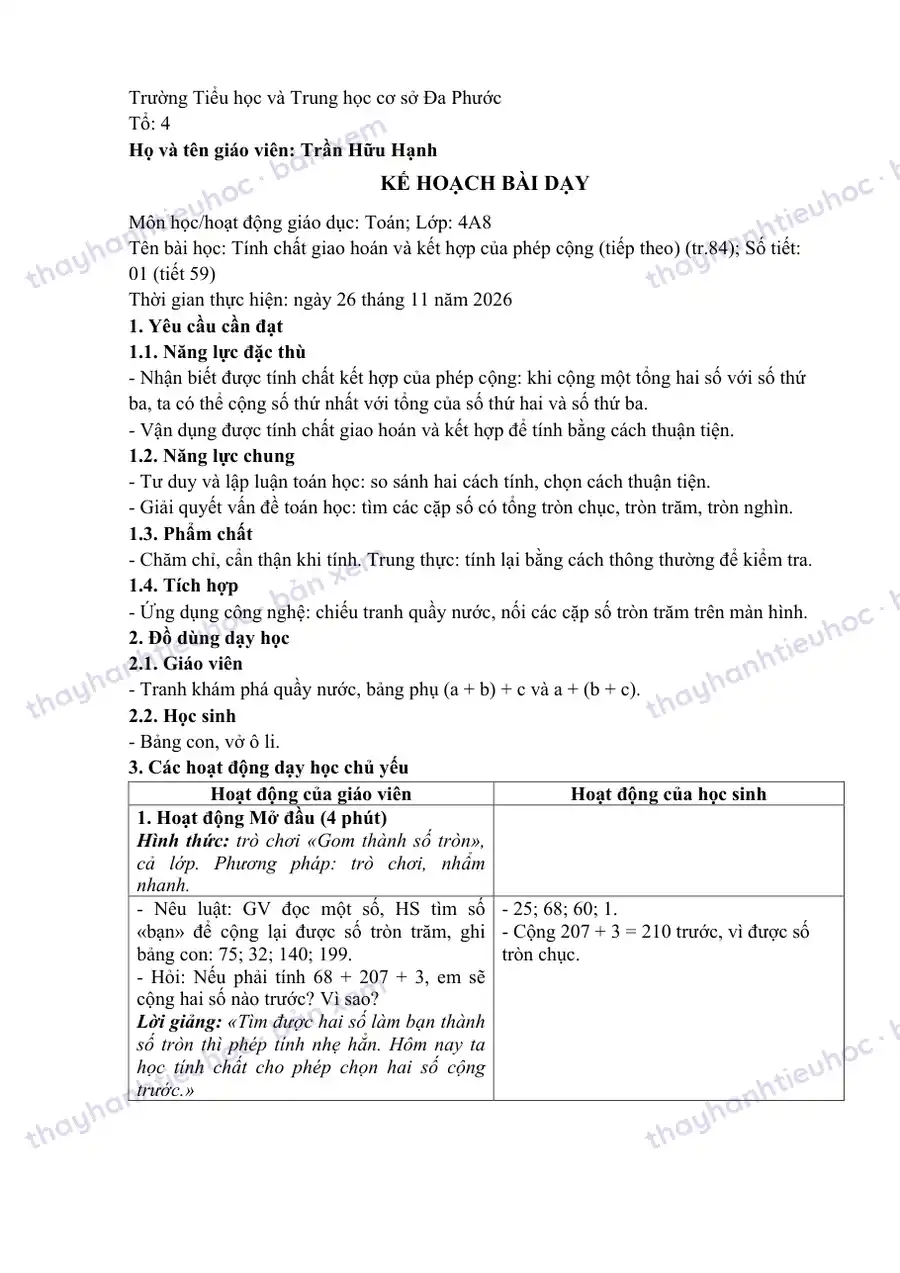 Trường Tiểu học và Trung học cơ sở Đa Phước
Tổ: 4
Họ và tên giáo viên: Trần Hữu Hạnh
KẾ HOẠCH BÀI DẠY
Môn học/hoạt động giáo dục: Toán; Lớp: 4A8
Tên bài học: Tính chất giao hoán và kết hợp của phép cộng (tiếp theo) (tr.84); Số tiết:
01 (tiết 59)
Thời gian thực hiện: ngày 26 tháng 11 năm 2026
1. Yêu cầu cần đạt
1.1. Năng lực đặc thù
- Nhận biết được tính chất kết hợp của phép cộng: khi cộng một tổng hai số với số thứ
ba, ta có thể cộng số thứ nhất với tổng của số thứ hai và số thứ ba.
- Vận dụng được tính chất giao hoán và kết hợp để tính bằng cách thuận tiện.
1.2. Năng lực chung
- Tư duy và lập luận toán học: so sánh hai cách tính, chọn cách thuận tiện.
- Giải quyết vấn đề toán học: tìm các cặp số có tổng tròn chục, tròn trăm, tròn nghìn.
1.3. Phẩm chất
- Chăm chỉ, cẩn thận khi tính. Trung thực: tính lại bằng cách thông thường để kiểm tra.
1.4. Tích hợp
- Ứng dụng công nghệ: chiếu tranh quầy nước, nối các cặp số tròn trăm trên màn hình.
2. Đồ dùng dạy học
2.1. Giáo viên
- Tranh khám phá quầy nước, bảng phụ (a + b) + c và a + (b + c).
2.2. Học sinh
- Bảng con, vở ô li.
3. Các hoạt động dạy học chủ yếu
Hoạt động của giáo viên
Hoạt động của học sinh
1. Hoạt động Mở đầu (4 phút)
Hình thức: trò chơi «Gom thành số tròn»,
cả lớp. Phương pháp: trò chơi, nhẩm
nhanh.
- Nêu luật: GV đọc một số, HS tìm số
«bạn» để cộng lại được số tròn trăm, ghi
bảng con: 75; 32; 140; 199.
- Hỏi: Nếu phải tính 68 + 207 + 3, em sẽ
cộng hai số nào trước? Vì sao?
Lời giảng: «Tìm được hai số làm bạn thành
số tròn thì phép tính nhẹ hẳn. Hôm nay ta
học tính chất cho phép chọn hai số cộng
trước.»
- 25; 68; 60; 1.
- Cộng 207 + 3 = 210 trước, vì được số
tròn chục.
thayhanhtieuhoc · bản xem
thayhanhtieuhoc · b
thayhanhtieuhoc · bản xem
thayhanhtieuhoc · b
thayhanhtieuhoc · bản xem
thayhanhtieuhoc · b